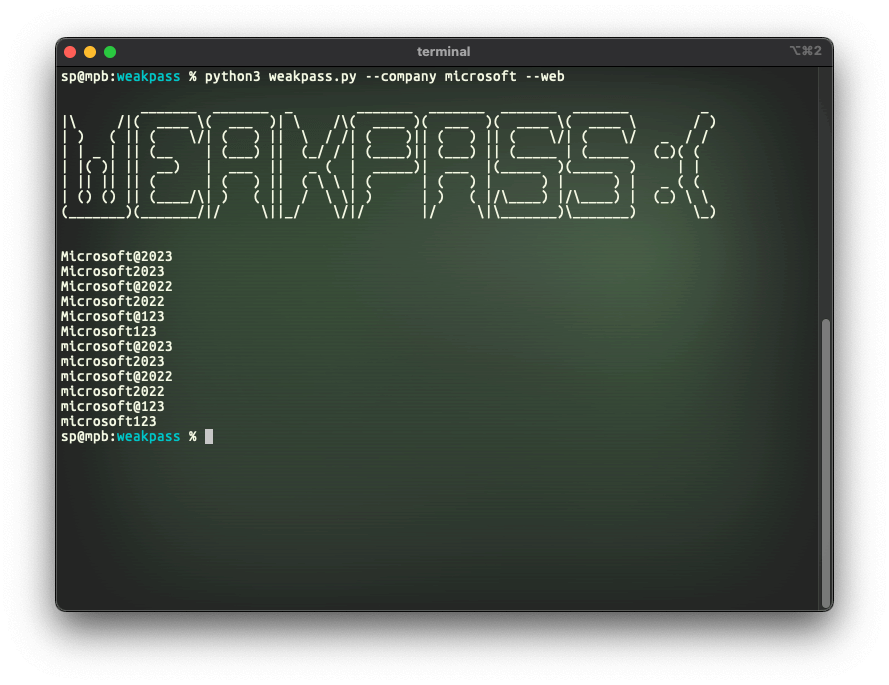 terminal
⌥⌘2
sp@mpb:weakpass % python3 weakpass.py --company microsoft --web
WEAKPASS:(
Microsoft@2023
Microsoft2023
Microsoft@2022
Microsoft2022
Microsoft@123
Microsoft123
microsoft@2023
microsoft2023
microsoft@2022
microsoft2022
microsoft@123
microsoft123
sp@mpb:weakpass %